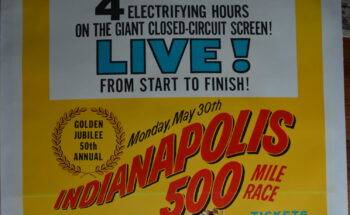 4 ELECTRIFYING HOURS
ON THE GIANT CLOSED-CIRCUIT SCREEN!
LIVE!
FROM START TO FINISH!
GOLDEN
JUBILEE
50th
ANNUAL
Monday, May 30th
INDIANAPOLIS
500 MILE
RACE
TICKETS